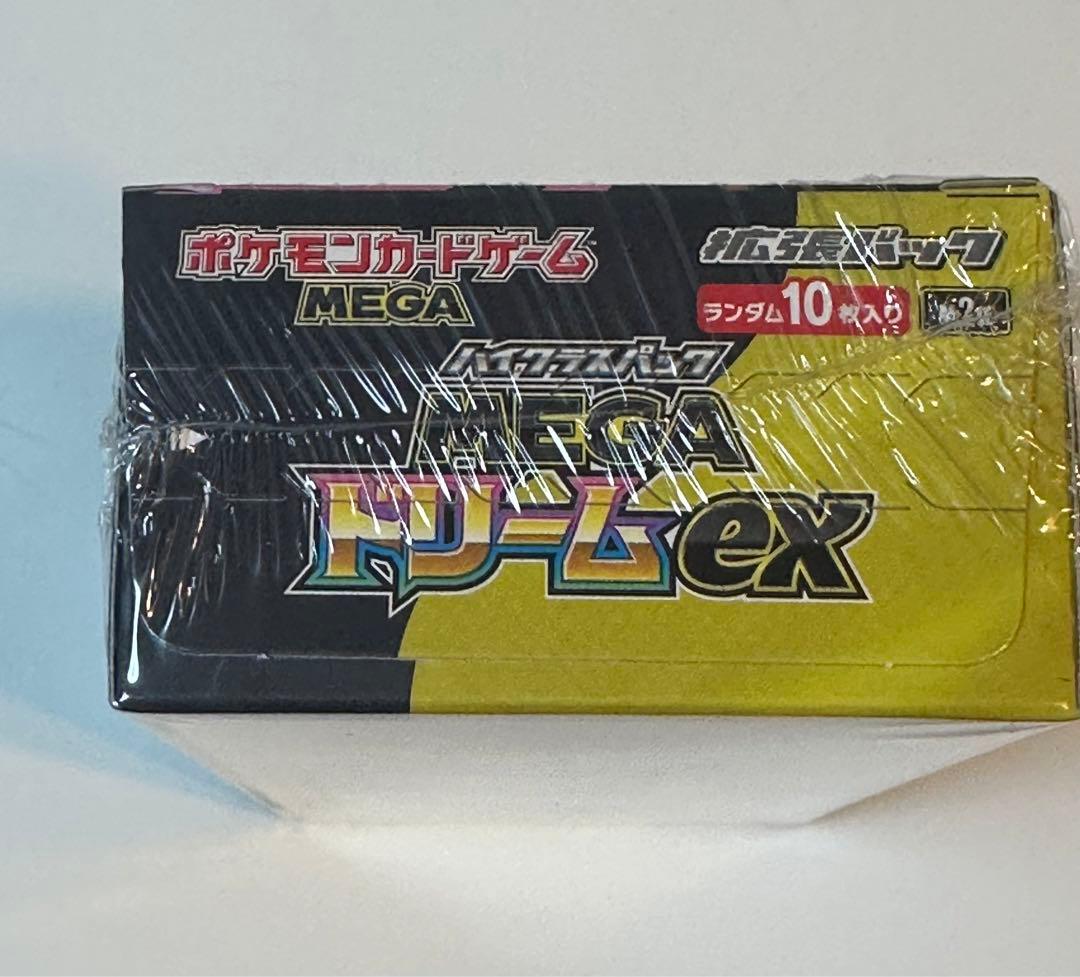 ポケモンカードゲーム
MEGA
拡張パック
ランダム10枚入り
ハイクラスパック
MEGA
ドリームex